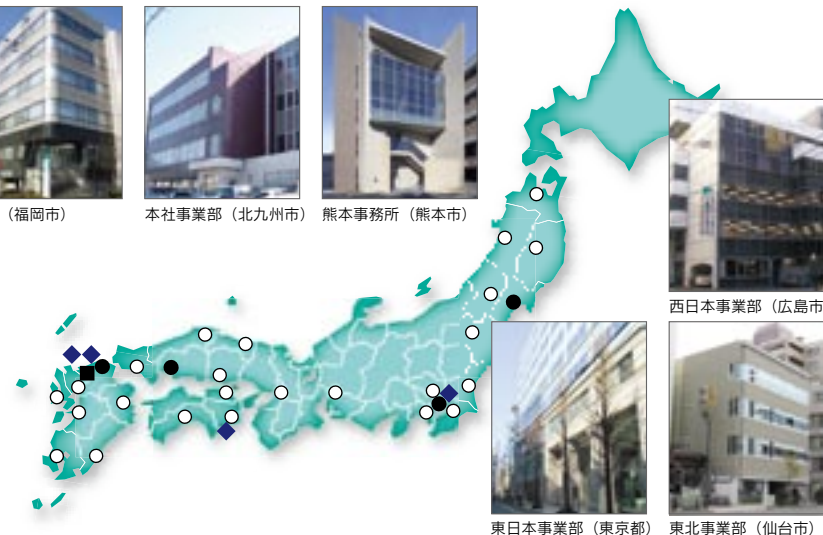 （福岡市）
本社事業部（北九州市）
熊本事務所（熊本市）
西日本事業部（広島市
東日本事業部（東京都）
東北事業部（仙台市）